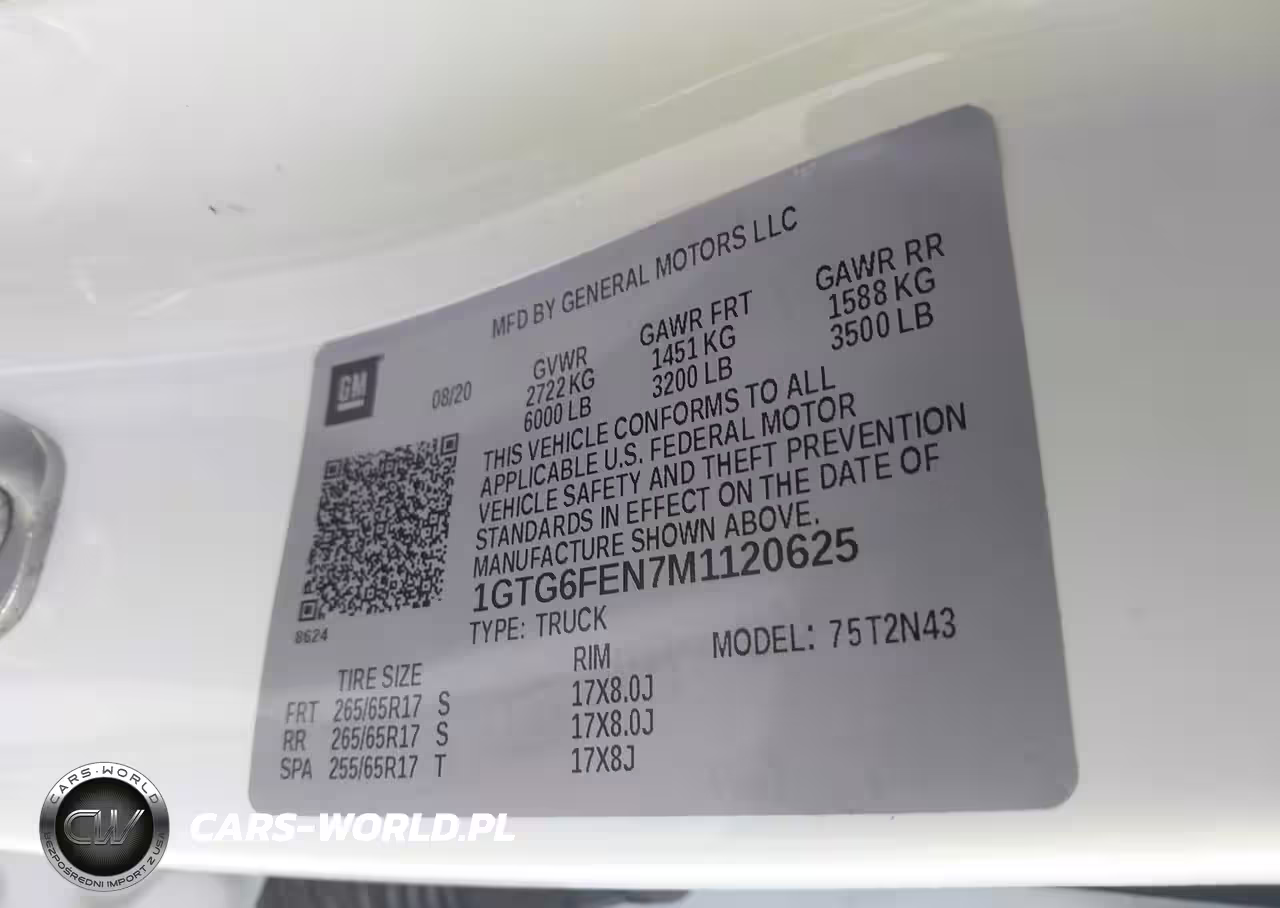 MFD BY GENERAL MOTORS LLC
GM
08/20
GVWR
2722 KG
6000 LB
GAWR FRT
1451 KG
3200 LB
GAWR RR
1588 KG
3500 LB
THIS VEHICLE CONFORMS TO ALL
APPLICABLE U.S. FEDERAL MOTOR
VEHICLE SAFETY AND THEFT PREVENTION
STANDARDS IN EFFECT ON THE DATE OF
MANUFACTURE SHOWN ABOVE.
1GTG6FEN7M1120625
8624
TYPE: TRUCK
MODEL: 75T2N43
TIRE SIZE RIM
FRT 265/65R17 S 17X8.0J
RR 265/65R17 S 17X8.0J
SPA 255/65R17 T 17X8J
CARS-WORLD
CW
BEZPOŚREDNI IMPORT Z USA
CARS-WORLD.PL